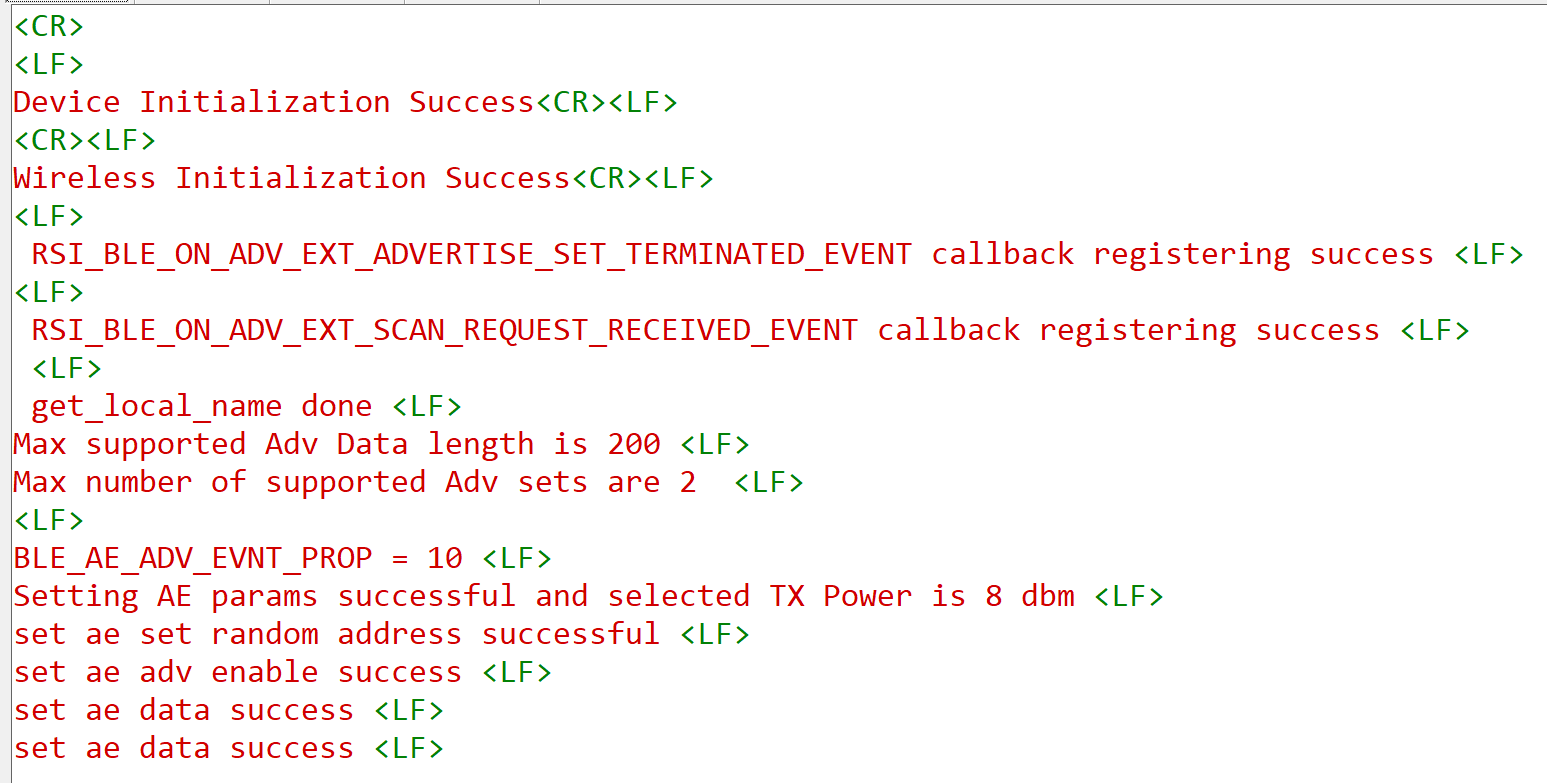 <CR>
<LF>
Device Initialization Success<CR><LF>
<CR><LF>
Wireless Initialization Success<CR><LF>
<LF>
 RSI_BLE_ON_ADV_EXT_ADVERTISE_SET_TERMINATED_EVENT callback registering success <LF>
<LF>
 RSI_BLE_ON_ADV_EXT_SCAN_REQUEST_RECEIVED_EVENT callback registering success <LF>
 <LF>
 get_local_name done <LF>
Max supported Adv Data length is 200 <LF>
Max number of supported Adv sets are 2  <LF>
<LF>
BLE_AE_ADV_EVNT_PROP = 10 <LF>
Setting AE params successful and selected TX Power is 8 dbm <LF>
set ae set random address successful <LF>
set ae adv enable success <LF>
set ae data success <LF>
set ae data success <LF>